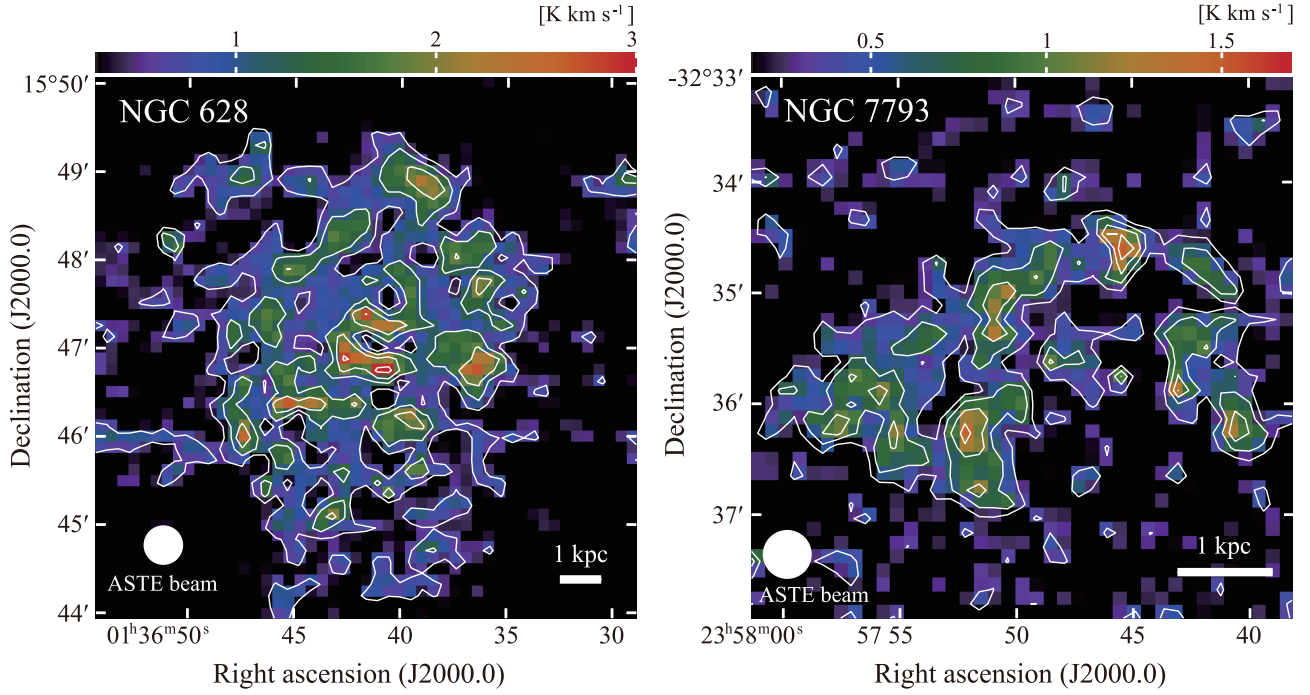 [K km s⁻¹]
1 2 3
15°50′
NGC 628
49′
48′
47′
46′
45′
44′
Declination (J2000.0)
ASTE beam
1 kpc
01ʰ36ᵐ50ˢ 45 40 35 30
Right ascension (J2000.0)
[K km s⁻¹]
0.5 1 1.5
-32°33′
NGC 7793
34′
35′
36′
37′
Declination (J2000.0)
ASTE beam
1 kpc
23ʰ58ᵐ00ˢ 57 55 50 45 40
Right ascension (J2000.0)